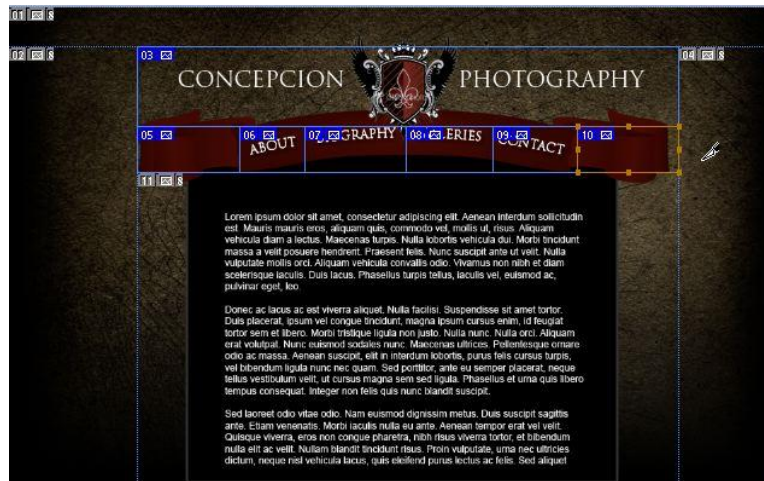 01
02
03
04
CONCEPCION PHOTOGRAPHY
05 06 07 08 09 10
ABOUT CONTACT
11
Lorem ipsum dolor sit amet, consectetur adipiscing elit. Aenean interdum sollicitudin
est. Mauris mauris eros, aliquam quis, commodo vel, mollis ut, risus. Aliquam
vehicula diam a lectus. Maecenas turpis. Nulla lobortis vehicula dui. Morbi tincidunt
massa a velit posuere hendrerit. Praesent felis. Nunc suscipit ante ut velit. Nulla
vulputate mollis orci. Aliquam vehicula convallis odio. Vivamus non nibh et diam
scelerisque iaculis. Duis lacus. Phasellus turpis tellus, iaculis vel, euismod ac,
pulvinar eget, leo.
Donec ac lacus ac est viverra aliquet. Nulla facilisi. Suspendisse sit amet tortor.
Duis placerat, ipsum vel congue tincidunt, magna ipsum cursus enim, id feugiat
tortor sem et libero. Morbi tristique ligula non justo. Nulla nunc. Nulla orci. Aliquam
erat volutpat. Nunc euismod sodales nunc. Maecenas ultrices. Pellentesque ornare
odio ac massa. Aenean suscipit, elit in interdum lobortis, purus felis cursus turpis,
vel bibendum ligula nunc nec quam. Sed porttitor, ante eu semper placerat, neque
tellus vestibulum velit, ut cursus magna sem sed ligula. Phasellus et urna quis libero
tempus consequat. Integer non felis quis nunc blandit suscipit.
Sed laoreet odio vitae odio. Nam euismod dignissim metus. Duis suscipit sagittis
ante. Etiam venenatis. Morbi iaculis nulla eu ante. Aenean tempor erat vel velit.
Quisque viverra, eros non congue pharetra, nibh risus viverra tortor, et bibendum
nulla elit ac velit. Nullam blandit tincidunt risus. Proin vulputate, urna nec ultricies
dictum, neque nisl vehicula lacus, quis eleifend purus lectus ac felis. Sed aliquet